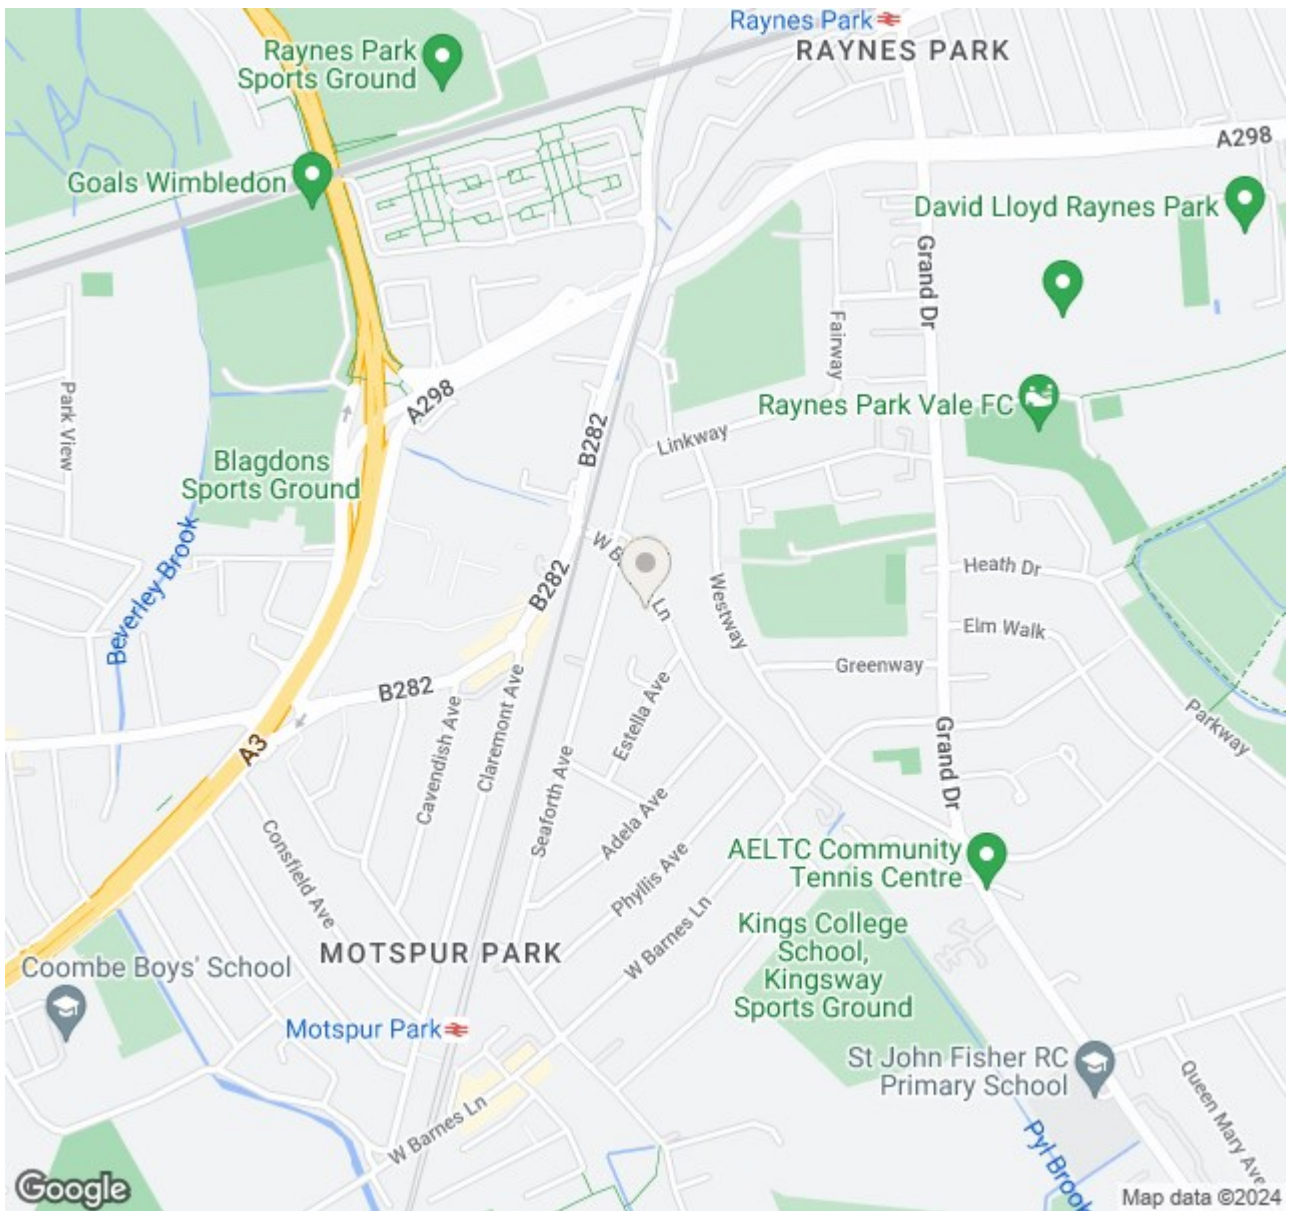 Raynes Park
RAYNES PARK
Raynes Park
Sports Ground
A298
Goals Wimbledon
David Lloyd Raynes Park
Grand Dr
Fairway
Park View
A298
Raynes Park Vale FC
B282
Linkway
Blagdons
Sports Ground
Beverley Brook
W B
Ln
B282
Westway
Heath Dr
Elm Walk
Greenway
B282
Estella Ave
Claremont Ave
Cavendish Ave
Parkway
A3
Grand Dr
Seaforth Ave
Adela Ave
Consfield Ave
Phyllis Ave
AELTC Community
Tennis Centre
W Barnes Ln
Kings College
School,
Kingsway
Sports Ground
MOTSPUR PARK
Coombe Boys' School
Motspur Park
St John Fisher RC
Primary School
Queen Mary Ave
W Barnes Ln
Pyl Brook
Google
Map data ©2024